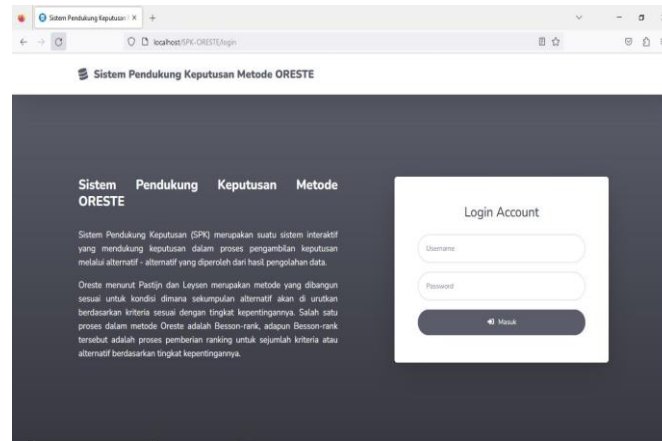 Sistem Pendukung Keputusan
localhost/SPK-ORESTE/login
Sistem Pendukung Keputusan Metode ORESTE
Sistem Pendukung Keputusan Metode
ORESTE
Sistem Pendukung Keputusan (SPK) merupakan suatu sistem interaktif
yang mendukung keputusan dalam proses pengambilan keputusan
melalui alternatif - alternatif yang diperoleh dari hasil pengolahan data.
Oreste menurut Pastijn dan Leysen merupakan metode yang dibangun
sesuai untuk kondisi dimana sekumpulan alternatif akan di urutkan
berdasarkan kriteria sesuai dengan tingkat kepentingannya. Salah satu
proses dalam metode Oreste adalah Besson-rank, adapun Besson-rank
tersebut adalah proses pemberian ranking untuk sejumlah kriteria atau
alternatif berdasarkan tingkat kepentingannya.
Login Account
Username
Password
Masuk